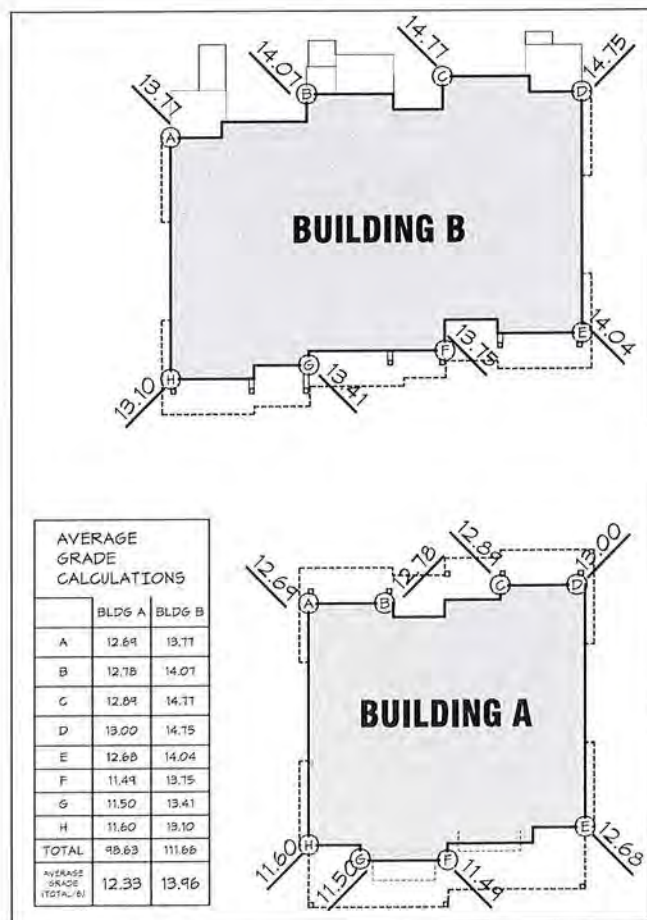 14.77
14.75
14.07
13.77
C
D
B
A
BUILDING B
E
14.04
F
13.75
G
13.41
H
13.10
AVERAGE
GRADE
CALCULATIONS
BLDG A BLDG B
A 12.69 13.77
B 12.78 14.07
C 12.89 14.77
D 13.00 14.75
E 12.68 14.04
F 11.49 13.75
G 11.50 13.41
H 11.60 13.10
TOTAL 98.63 111.66
AVERAGE
GRADE
(TOTAL/8) 12.33 13.96
12.89
13.00
12.78
12.69
C
D
A
B
BUILDING A
E
12.68
H
11.60
G
11.50
F
11.49